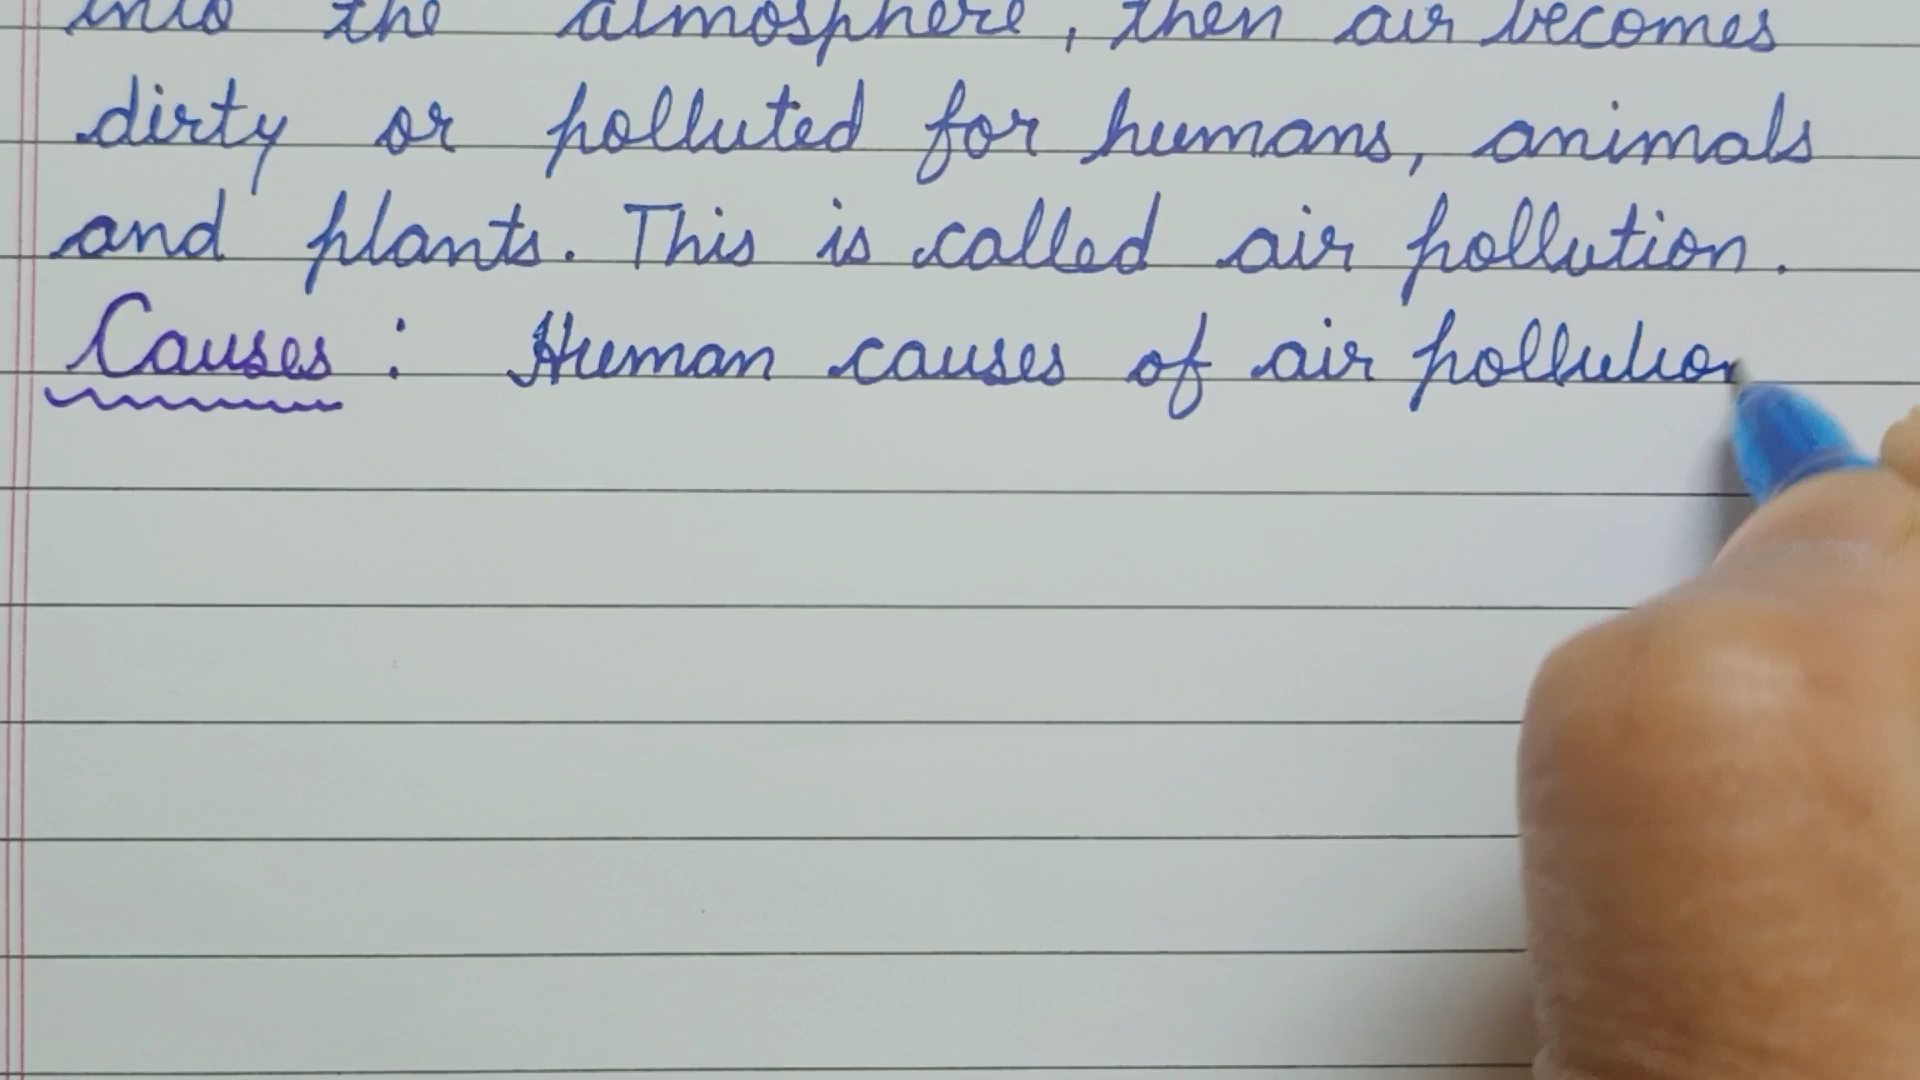 into the atmosphere, then air becomes
dirty or polluted for humans, animals
and plants. This is called air pollution.
Causes : Human causes of air pollution